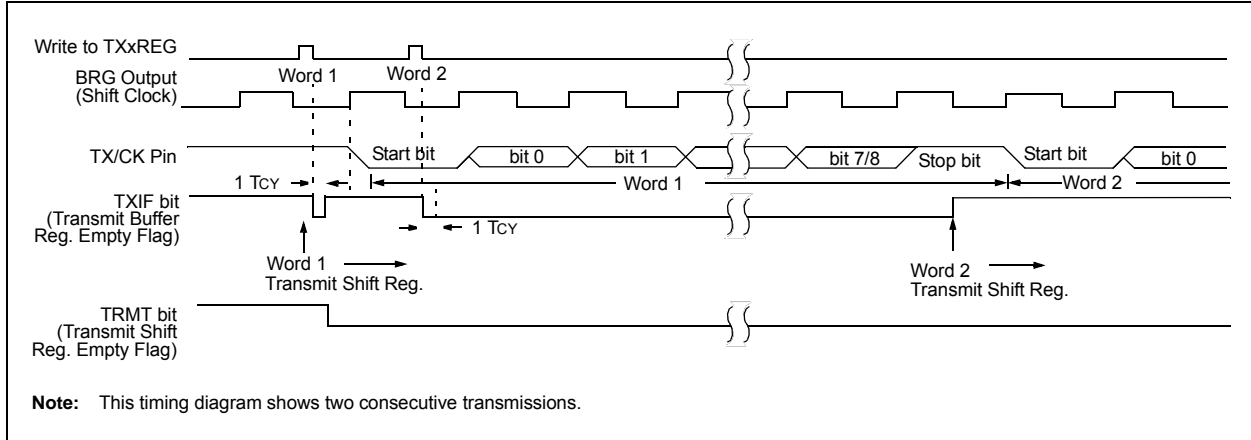 Write to TXxREG
Word 1
Word 2
BRG Output
(Shift Clock)
TX/CK Pin
Start bit
bit 0
bit 1
bit 7/8
Stop bit
Start bit
bit 0
Word 1
Word 2
1 TCY
TXIF bit
(Transmit Buffer
Reg. Empty Flag)
1 TCY
Word 1
Transmit Shift Reg.
Word 2
Transmit Shift Reg.
TRMT bit
(Transmit Shift
Reg. Empty Flag)
Note: This timing diagram shows two consecutive transmissions.